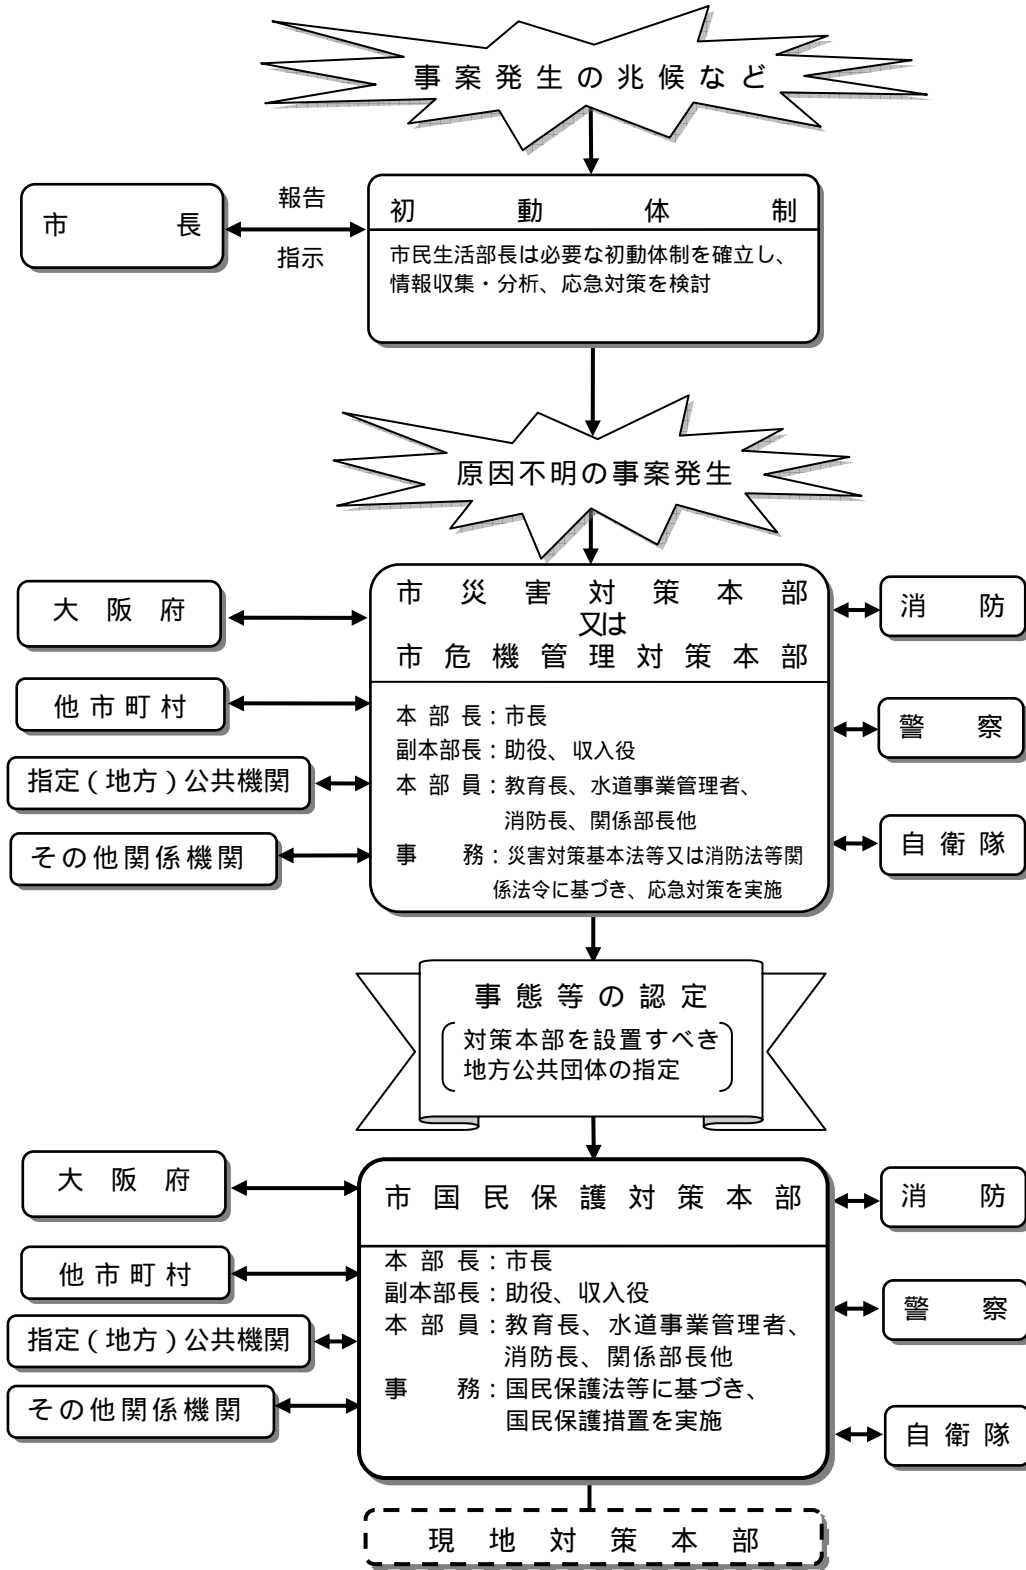 事案発生の兆候など
市長
報告
指示
初動体制
市民生活部長は必要な初動体制を確立し、
情報収集・分析、応急対策を検討
原因不明の事案発生
市災害対策本部
又は
市危機管理対策本部
本部長：市長
副本部長：助役、収入役
本部員：教育長、水道事業管理者、
消防長、関係部長他
事務：災害対策基本法等又は消防法等関
係法令に基づき、応急対策を実施
大阪府
他市町村
指定（地方）公共機関
その他関係機関
消防
警察
自衛隊
事態等の認定
対策本部を設置すべき
地方公共団体の指定
市国民保護対策本部
本部長：市長
副本部長：助役、収入役
本部員：教育長、水道事業管理者、
消防長、関係部長他
事務：国民保護法等に基づき、
国民保護措置を実施
大阪府
他市町村
指定（地方）公共機関
その他関係機関
消防
警察
自衛隊
現地対策本部